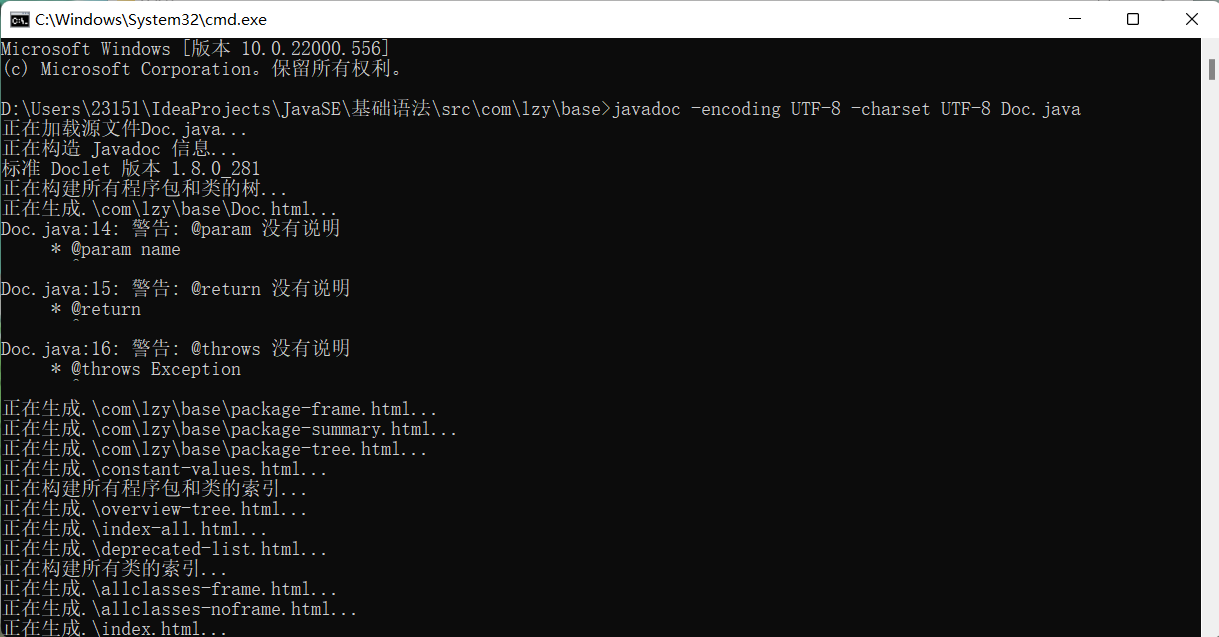 C:\Windows\System32\cmd.exe
Microsoft Windows [版本 10.0.22000.556]
(c) Microsoft Corporation。保留所有权利。
D:\Users\23151\IdeaProjects\JavaSE\基础语法\src\com\lzy\base>javadoc -encoding UTF-8 -charset UTF-8 Doc.java
正在加载源文件Doc.java...
正在构造 Javadoc 信息...
标准 Doclet 版本 1.8.0_281
正在构建所有程序包和类的树...
正在生成.\com\lzy\base\Doc.html...
Doc.java:14: 警告: @param 没有说明
* @param name
^
Doc.java:15: 警告: @return 没有说明
* @return
^
Doc.java:16: 警告: @throws 没有说明
* @throws Exception
^
正在生成.\com\lzy\base\package-frame.html...
正在生成.\com\lzy\base\package-summary.html...
正在生成.\com\lzy\base\package-tree.html...
正在生成.\constant-values.html...
正在构建所有程序包和类的索引...
正在生成.\overview-tree.html...
正在生成.\index-all.html...
正在生成.\deprecated-list.html...
正在构建所有类的索引...
正在生成.\allclasses-frame.html...
正在生成.\allclasses-noframe.html...
正在生成.\index.html...